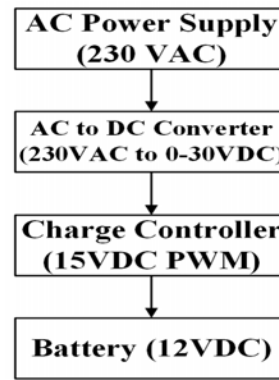 AC Power Supply
(230 VAC)
AC to DC Converter
(230VAC to 0-30VDC)
Charge Controller
(15VDC PWM)
Battery (12VDC)